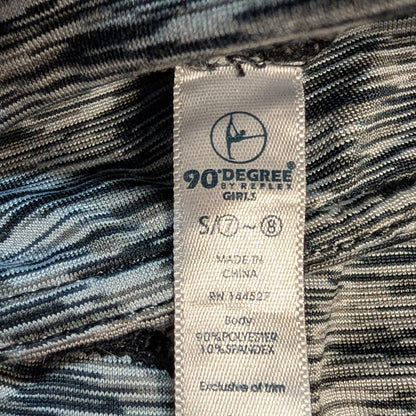 90°DEGREE®
BY REFLEX
GIRLS
S/⑦~⑧
MADE IN
CHINA
RN 144527
Body:
90%POLYESTER
10%SPANDEX
Exclusive of trim